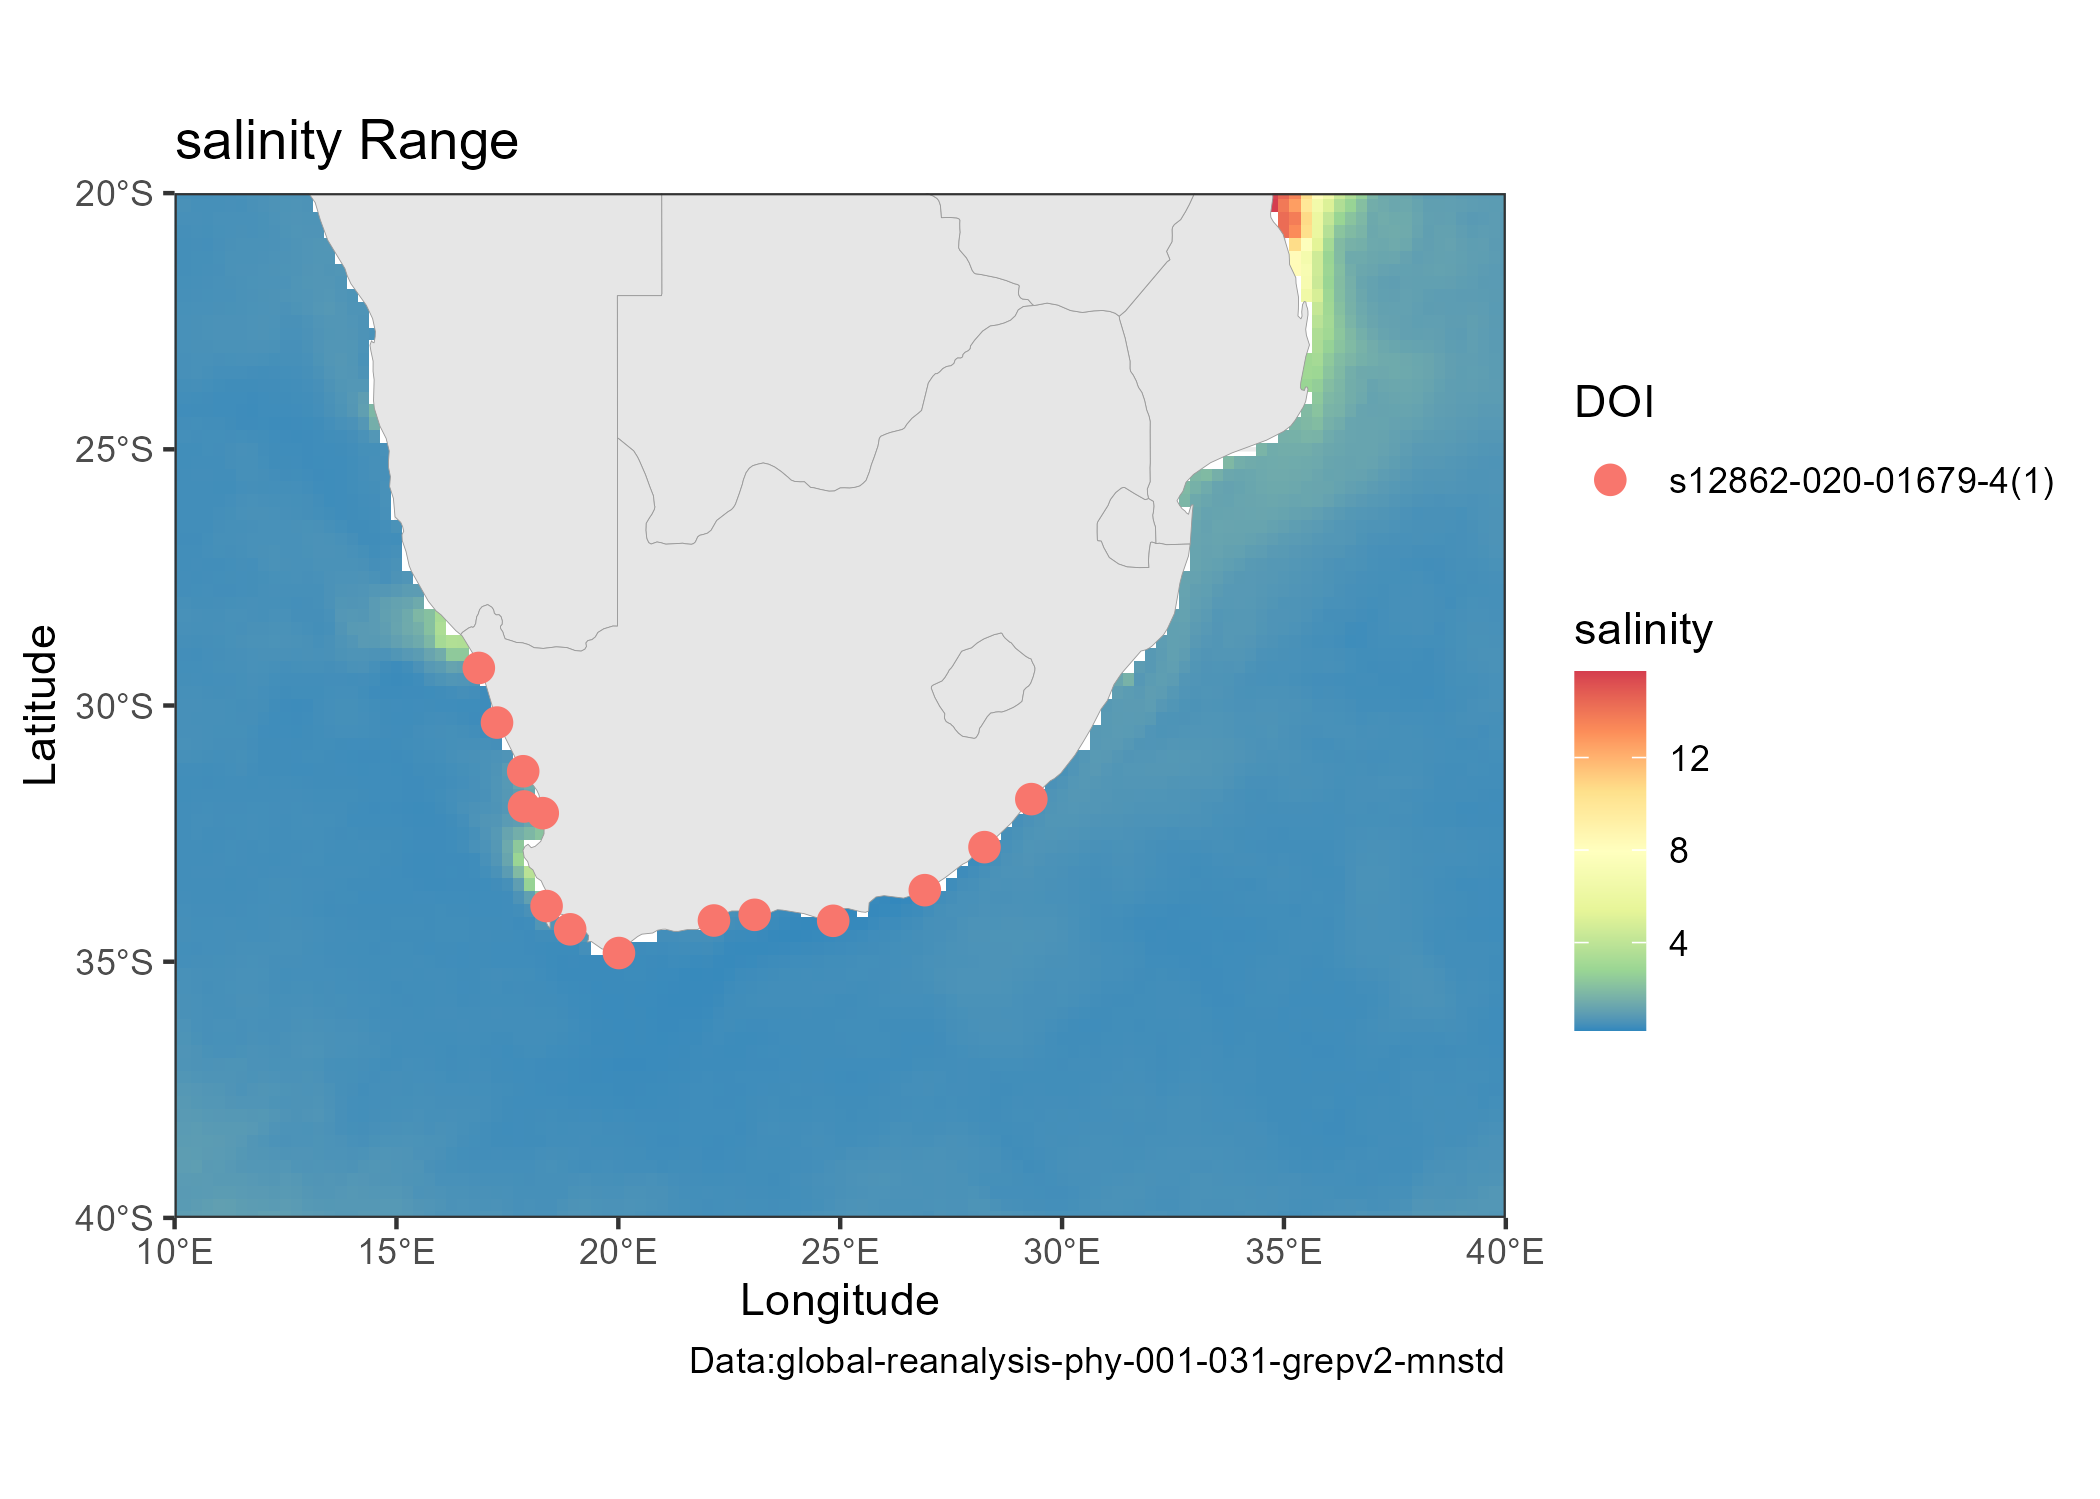 salinity Range
20°S
25°S
30°S
35°S
40°S
Latitude
10°E
15°E
20°E
25°E
30°E
35°E
40°E
Longitude
Data:global-reanalysis-phy-001-031-grepv2-mnstd
DOI
s12862-020-01679-4(1)
salinity
12
8
4